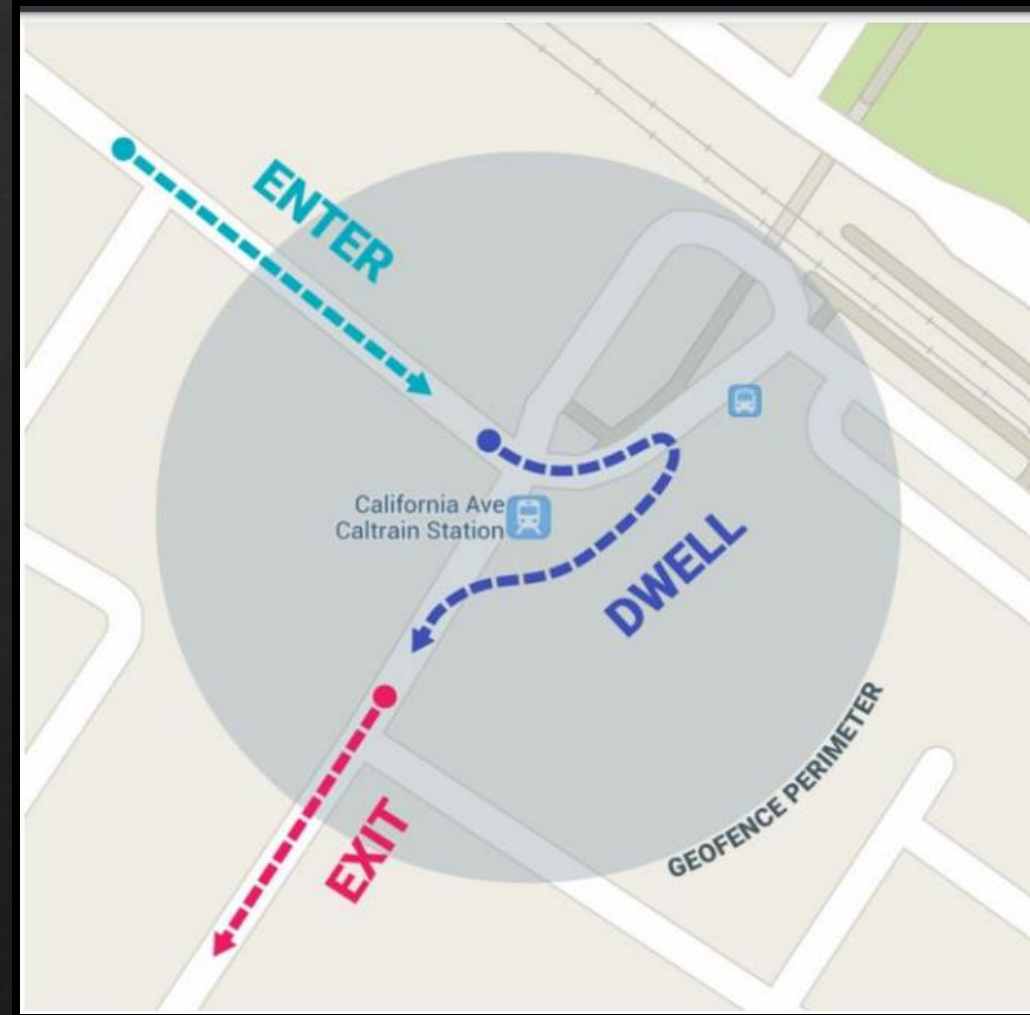 ENTER
California Ave
Caltrain Station
DWELL
GEOFENCE PERIMETER
EXIT